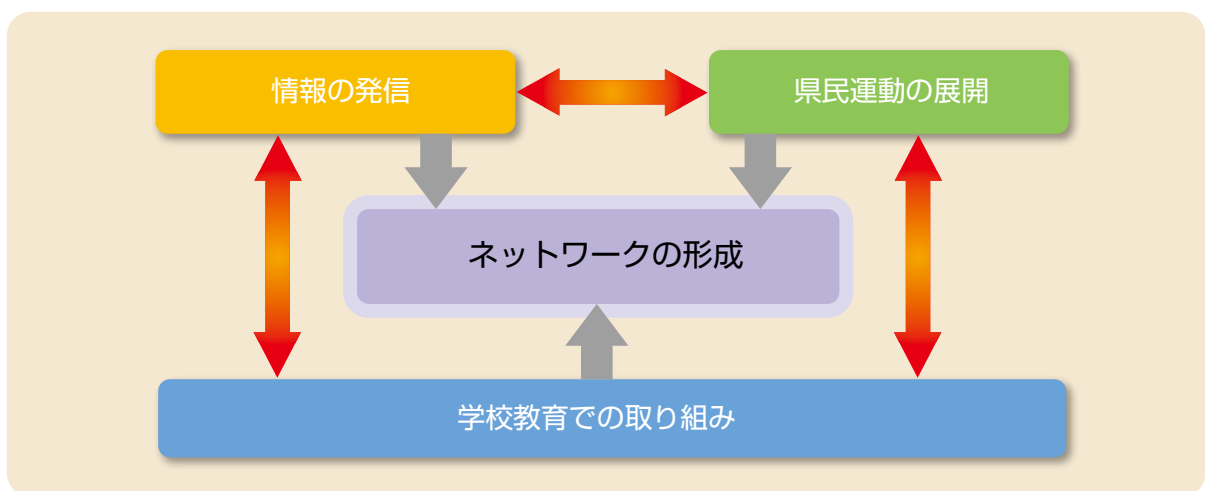 情報の発信
県民運動の展開
ネットワークの形成
学校教育での取り組み